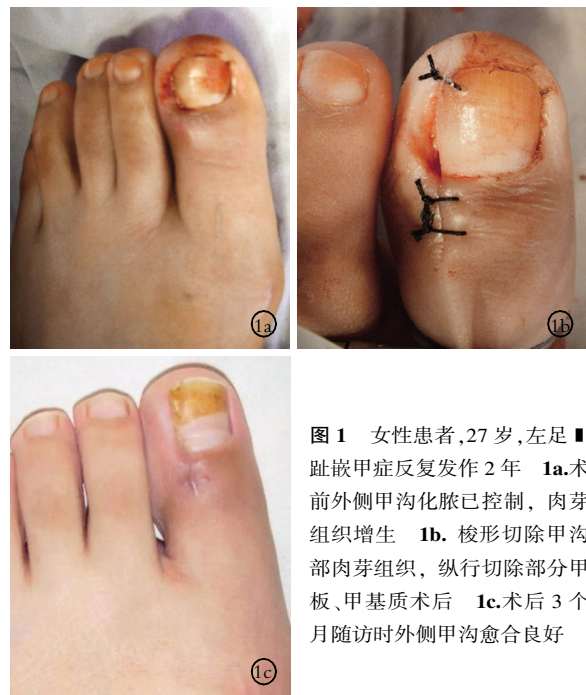 1a
1b
1c
图 1 女性患者,27 岁,左足▮
趾嵌甲症反复发作 2 年 1a.术
前外侧甲沟化脓已控制，肉芽
组织增生 1b. 梭形切除甲沟
部肉芽组织，纵行切除部分甲
板、甲基质术后 1c.术后 3 个
月随访时外侧甲沟愈合良好